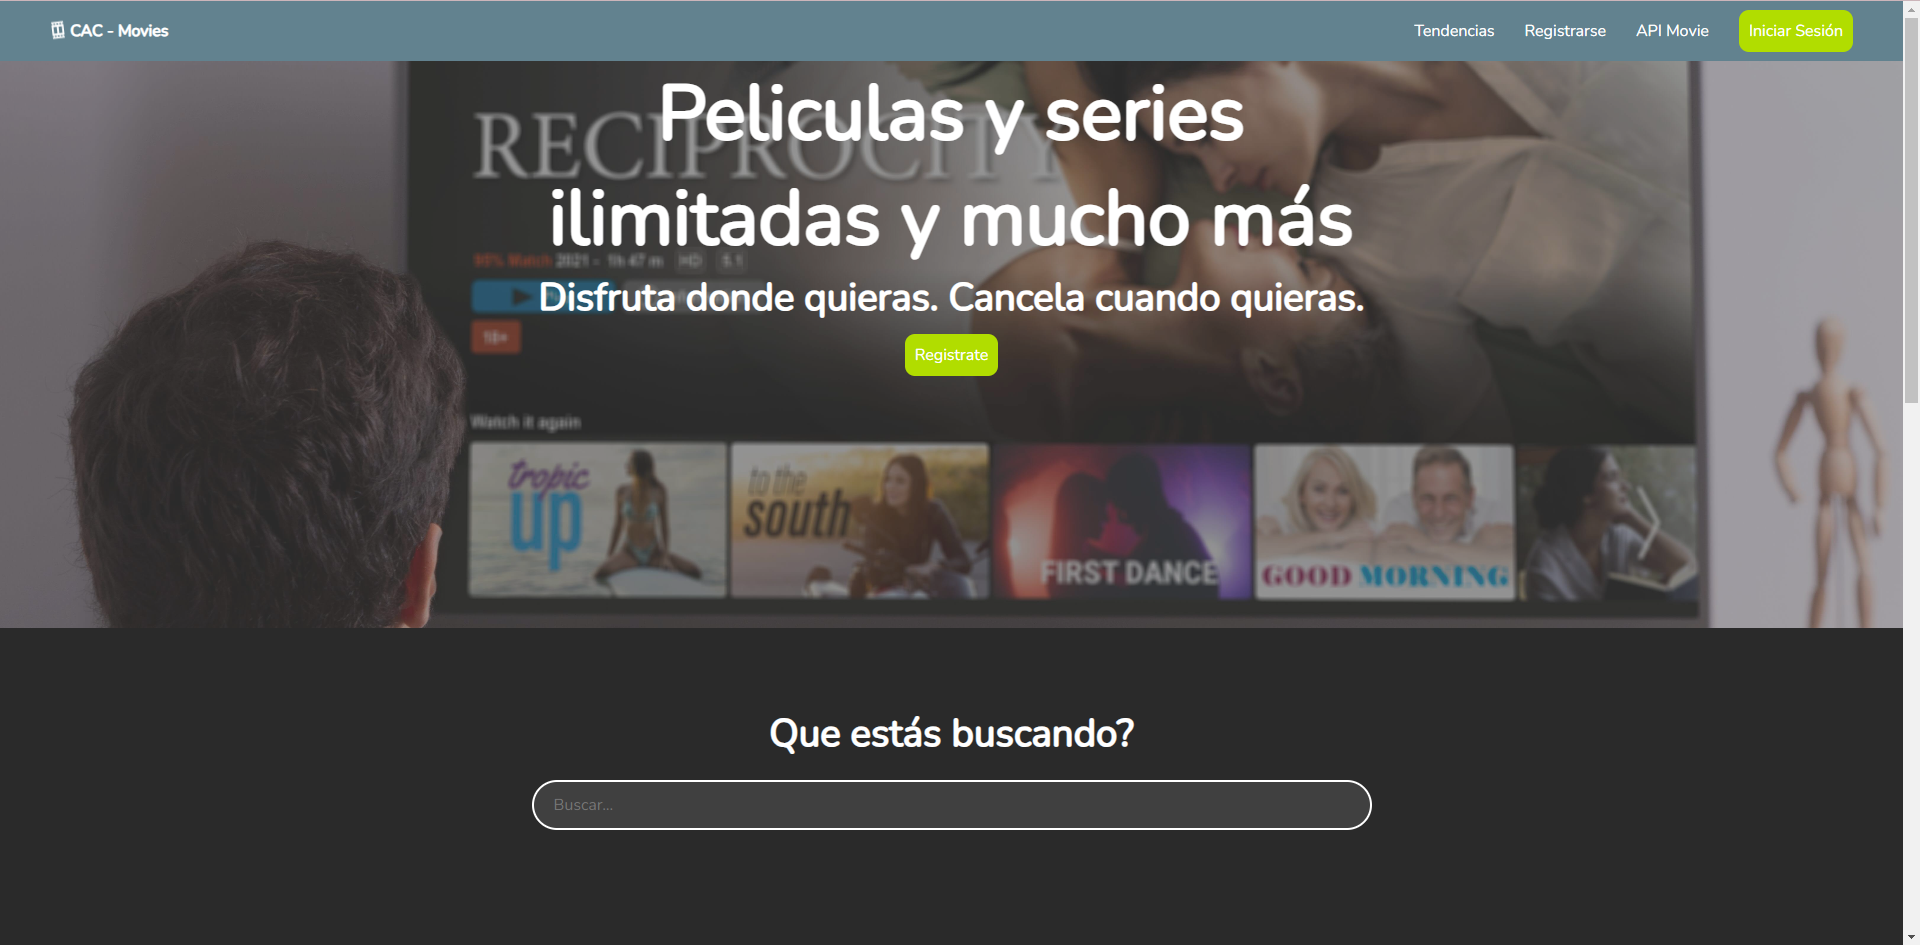 CAC - Movies
Tendencias
Registrarse
API Movie
Iniciar Sesión
RECIPROCITY
Peliculas y series
ilimitadas y mucho más
98% Match 2021 - 1h 47 m HD 5.1
Disfruta donde quieras. Cancela cuando quieras.
18+
Registrate
Watch it again
tropic
up
to the
south
FIRST DANCE
GOOD MORNING
Que estás buscando?
Buscar...